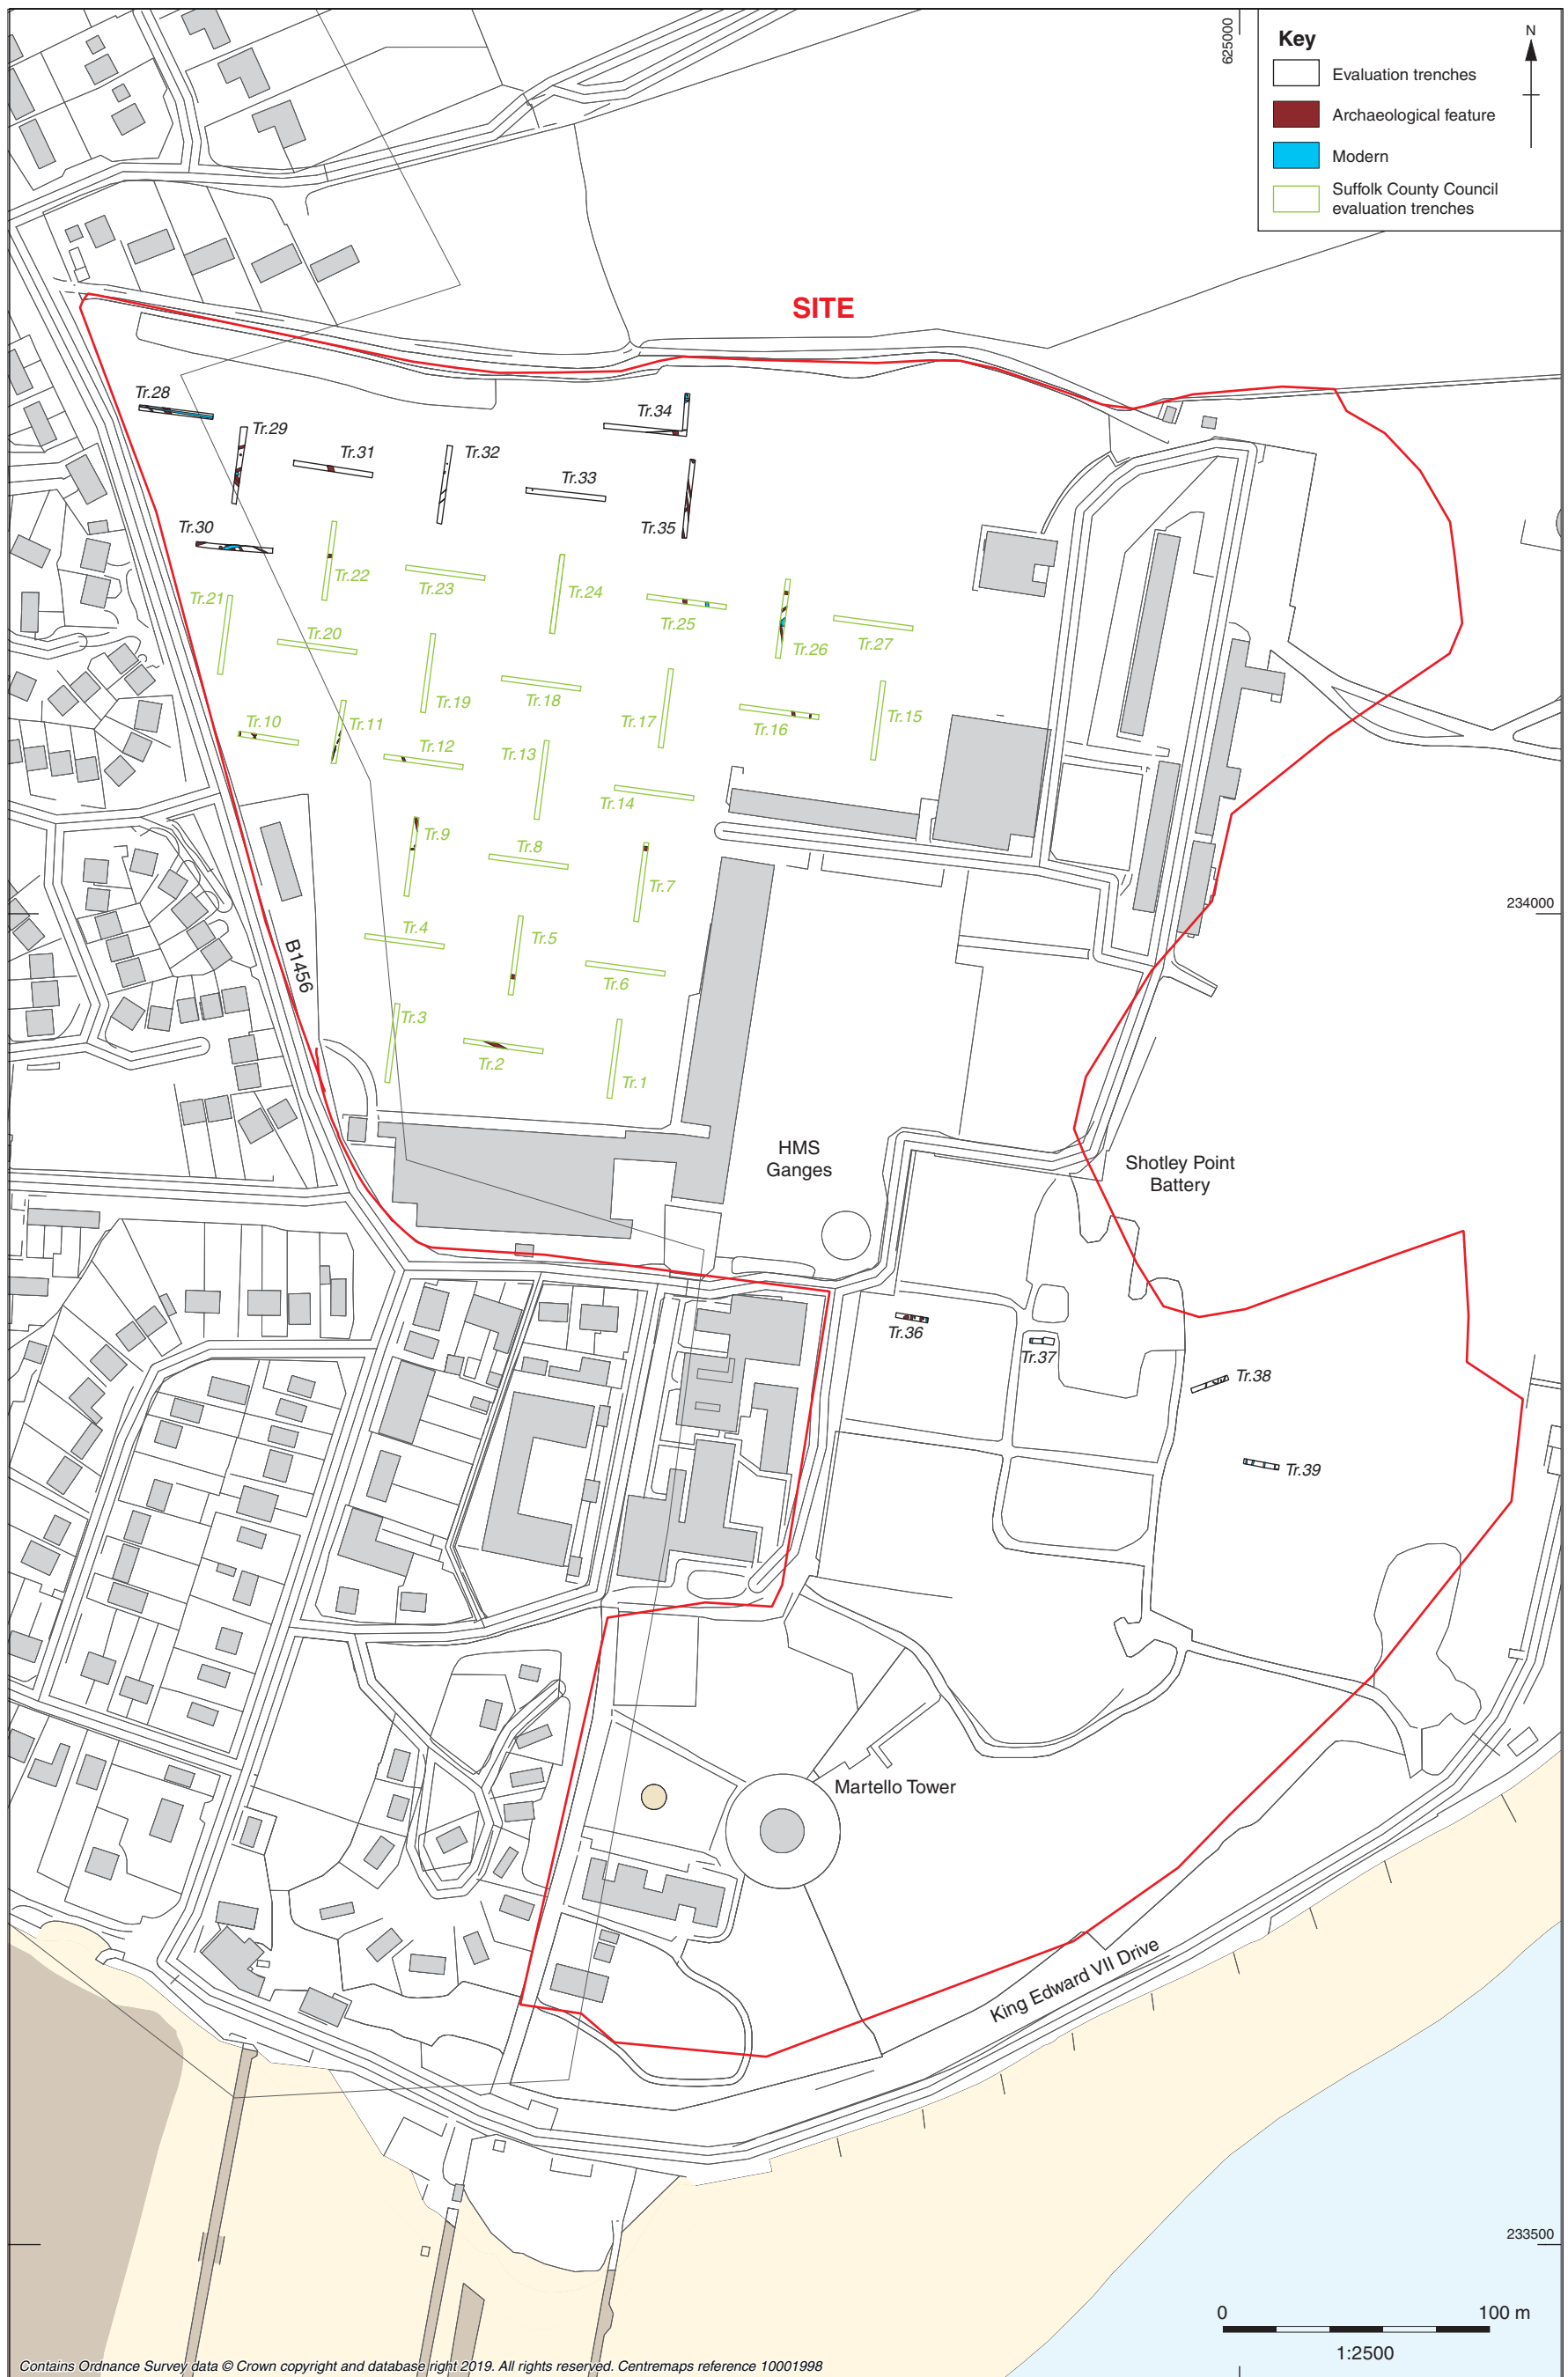 625000
Key
N
Evaluation trenches
Archaeological feature
Modern
Suffolk County Council
evaluation trenches
SITE
Tr.28
Tr.29
Tr.31
Tr.32
Tr.34
Tr.33
Tr.35
Tr.30
Tr.22
Tr.23
Tr.24
Tr.21
Tr.20
Tr.25
Tr.26
Tr.27
Tr.19
Tr.18
Tr.17
Tr.16
Tr.15
Tr.10
Tr.11
Tr.12
Tr.13
Tr.14
Tr.9
Tr.8
Tr.7
234000
Tr.4
Tr.5
Tr.6
B1456
Tr.3
Tr.2
Tr.1
HMS
Ganges
Shotley Point
Battery
Tr.36
Tr.37
Tr.38
Tr.39
Martello Tower
King Edward VII Drive
233500
0 100 m
1:2500
Contains Ordnance Survey data © Crown copyright and database right 2019. All rights reserved. Centremaps reference 10001998